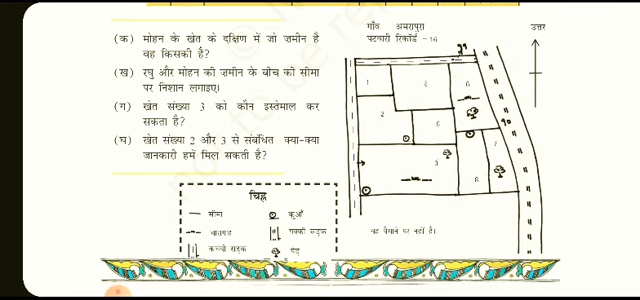 (क) मोहन के खेत के दक्षिण में जो ज़मीन है
वह किसकी है?
(ख) रघु और मोहन की ज़मीन के बीच की सीमा
पर निशान लगाइए।
(ग) खेत संख्या 3 को कौन इस्तेमाल कर
सकता है?
(घ) खेत संख्या 2 और 3 से संबंधित क्या-क्या
जानकारी हमें मिल सकती है?
गाँव अमरापुरा
पटवारी रिकॉर्ड - 16
उत्तर
1
4
6
2
5
3
8
7
चिह्न
सीमा
कुआँ
चारागाह
पक्की सड़क
कच्ची सड़क
पेड़
यह पैमाने पर नहीं है।